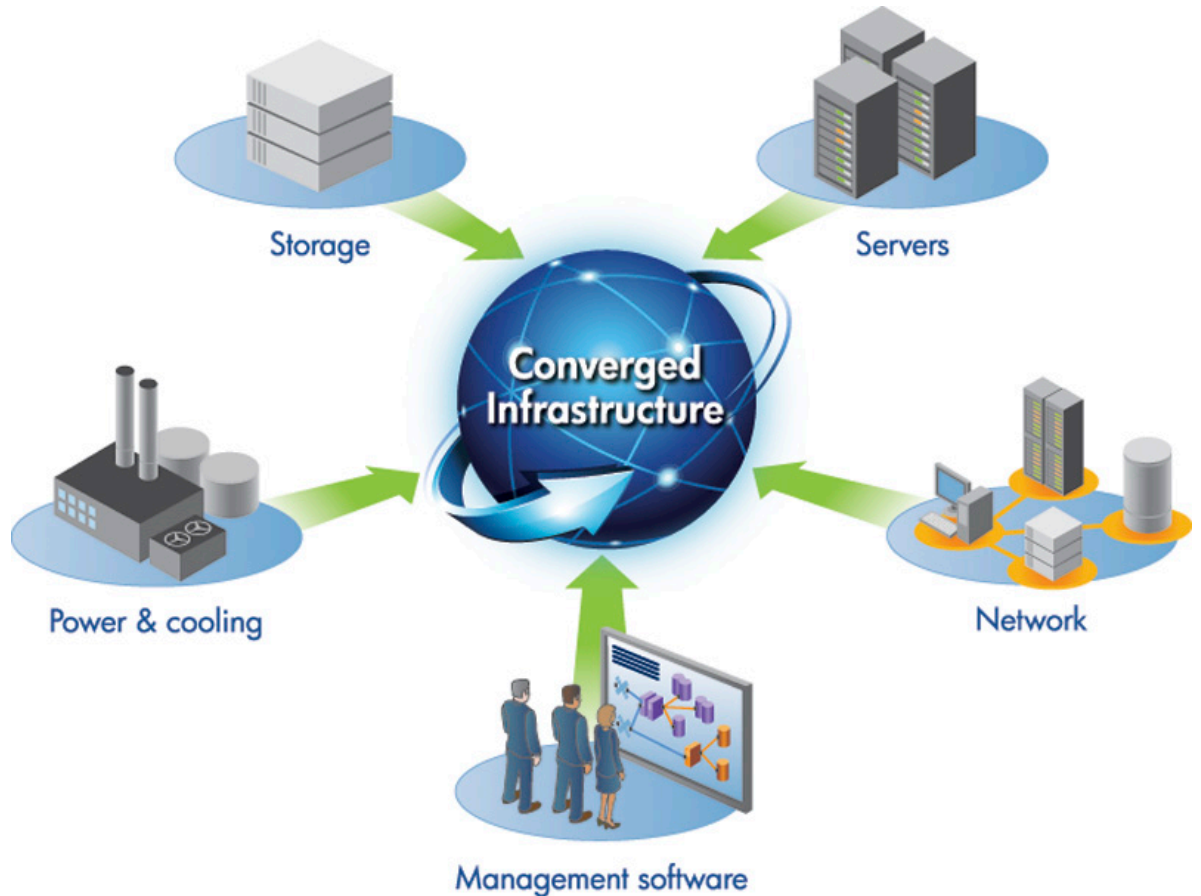 Storage
Servers
Converged
Infrastructure
Power & cooling
Network
Management software